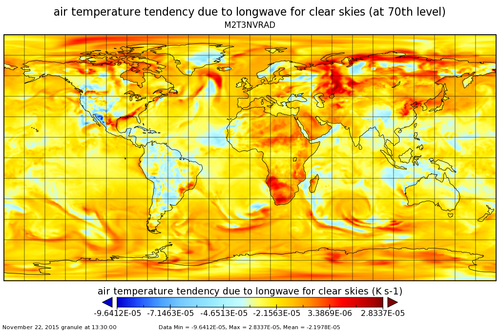 air temperature tendency due to longwave for clear skies (at 70th level)
M2T3NVRAD
air temperature tendency due to longwave for clear skies (K s-1)
-9.6412E-05 -7.1463E-05 -4.6513E-05 -2.1563E-05 3.3869E-06 2.8337E-05
November 22, 2015 granule at 13:30:00 Data Min = -9.6412E-05, Max = 2.8337E-05, Mean = -2.1978E-05